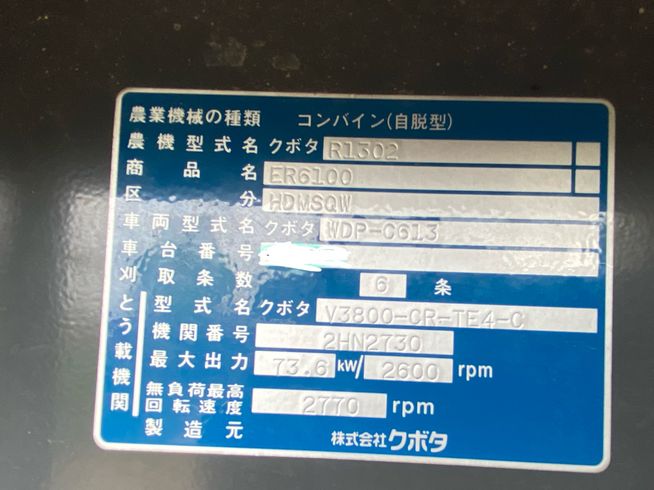 農業機械の種類 コンバイン(自脱型)
農機型式名 クボタ R1302
商品名 ER6100
区分 HDMSQW
車両型式名 クボタ WDP-C613
車台番号
刈取条数 6 条
とう載機関
型式名 クボタ V3800-CR-TE4-C
機関番号 2HN2730
最大出力 73.6 kW/ 2600 rpm
無負荷最高
回転速度 2770 rpm
製造元 株式会社クボタ